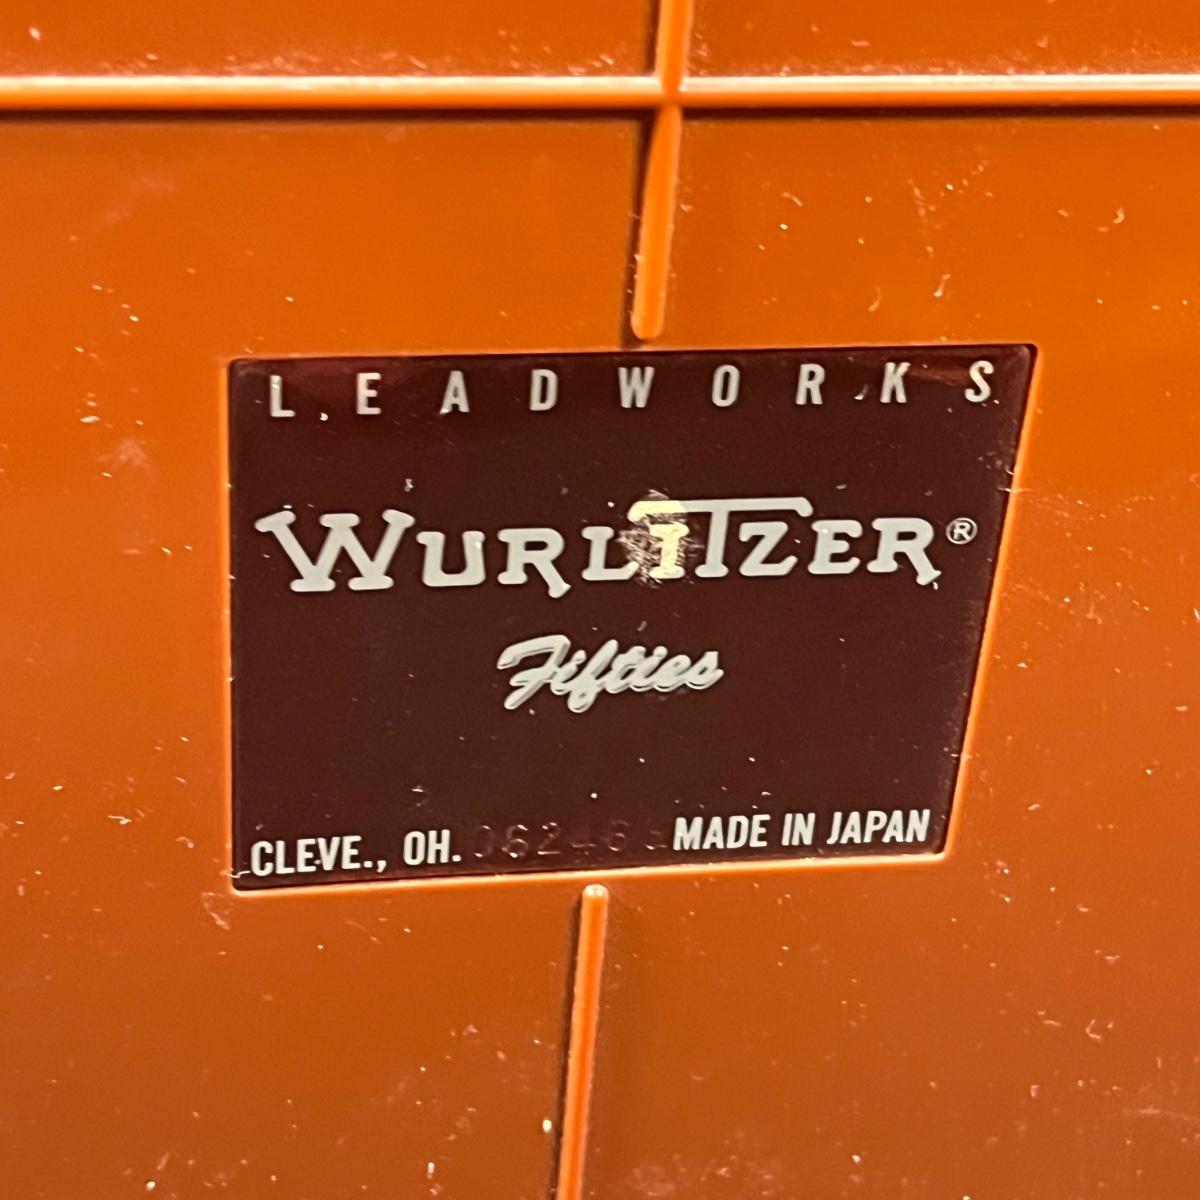 LEADWORKS
WURLITZER®
Fifties
CLEVE., OH. MADE IN JAPAN